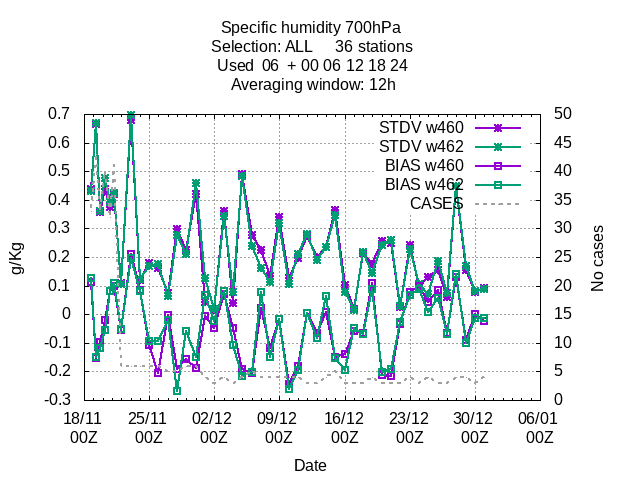 Specific humidity 700hPa
Selection: ALL     36 stations
Used  06  + 00 06 12 18 24
Averaging window: 12h
STDV w460
STDV w462
BIAS w460
BIAS w462
CASES
0.7
0.6
0.5
0.4
0.3
0.2
0.1
0
-0.1
-0.2
-0.3
g/Kg
50
45
40
35
30
25
20
15
10
5
0
No cases
18/11 25/11 02/12 09/12 16/12 23/12 30/12 06/01
00Z 00Z 00Z 00Z 00Z 00Z 00Z 00Z
Date